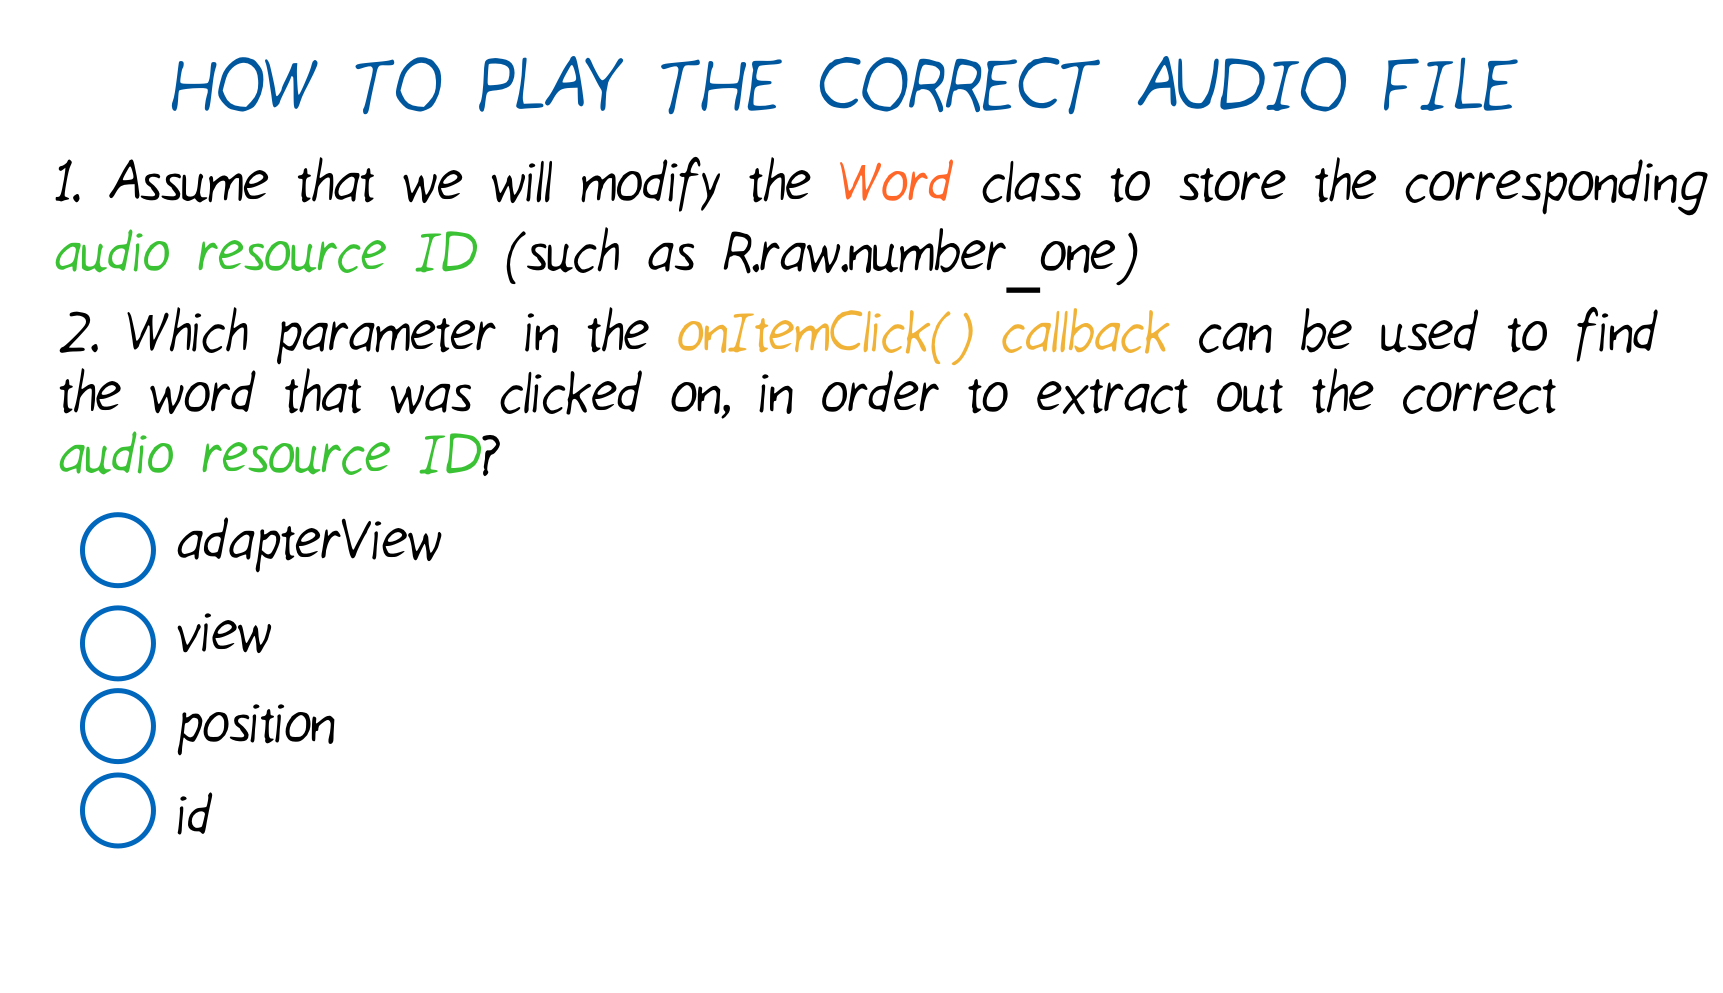 HOW TO PLAY THE CORRECT AUDIO FILE
1. Assume that we will modify the Word class to store the corresponding
audio resource ID (such as R.raw.number_one)
2. Which parameter in the onItemClick() callback can be used to find
the word that was clicked on, in order to extract out the correct
audio resource ID?
adapterView
view
position
id